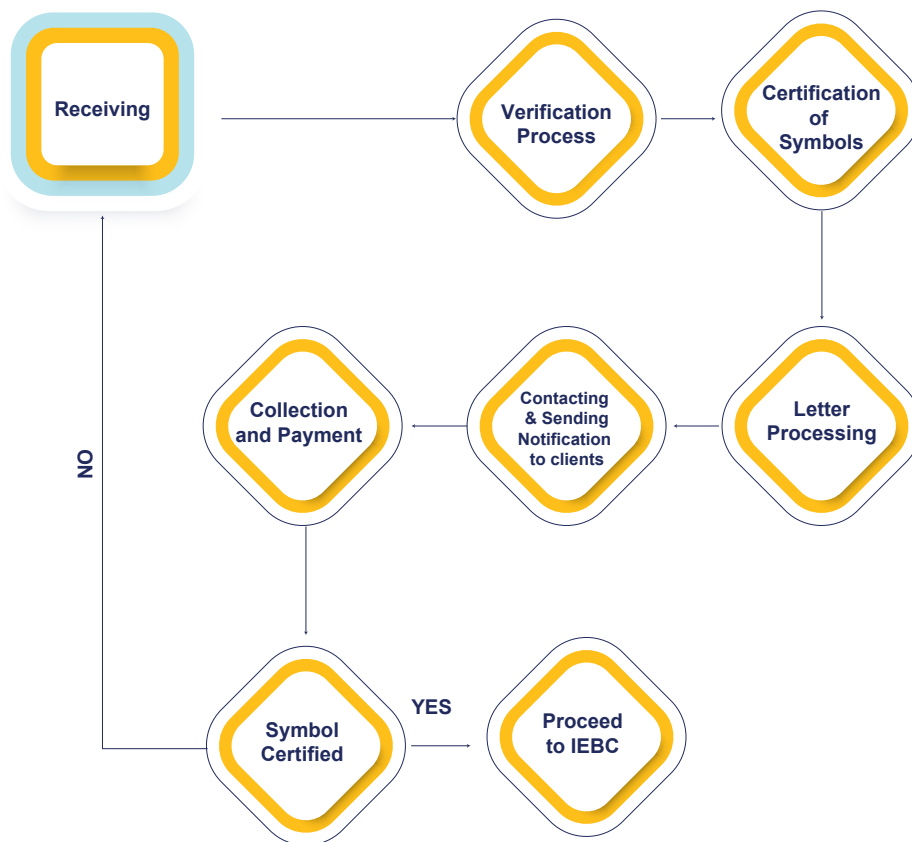 Receiving
Verification
Process
Certification
of
Symbols
Letter
Processing
Contacting
& Sending
Notification
to clients
Collection
and Payment
NO
Symbol
Certified
YES
Proceed
to IEBC